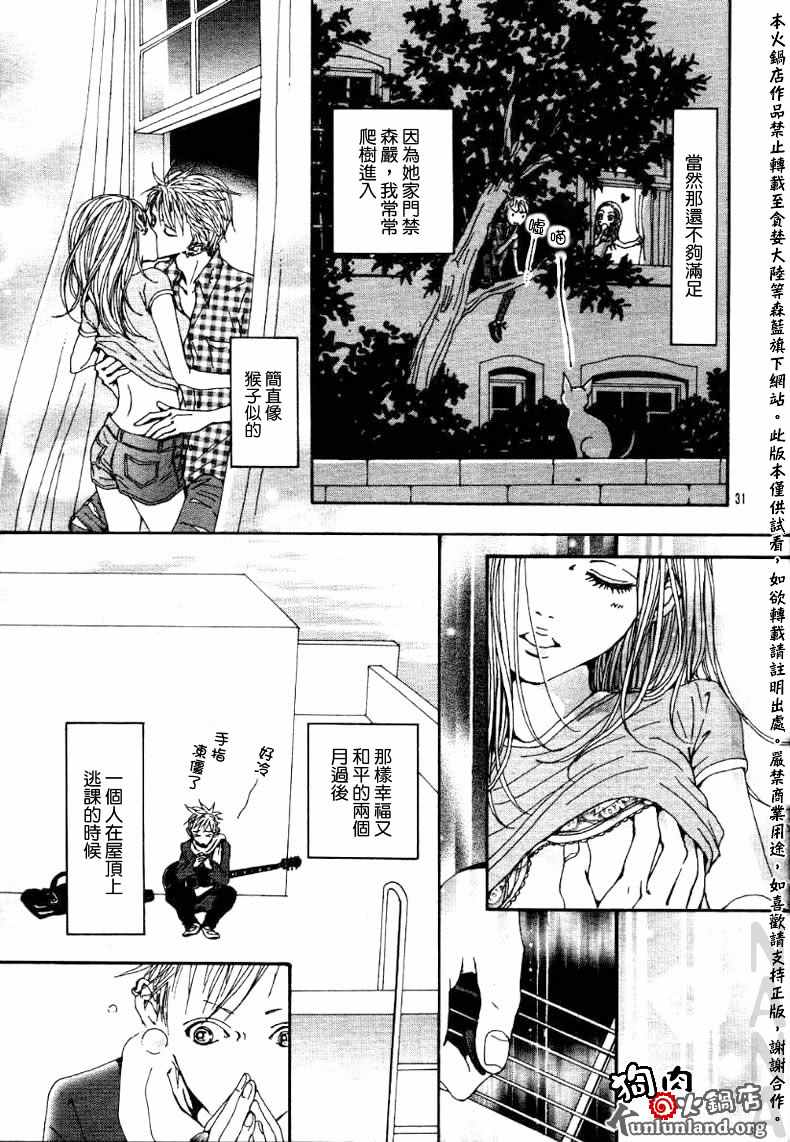 當然那還不夠滿足
因為她家門禁
森嚴，我常常
爬樹進入
噓
喵
簡直像
猴子似的
31
那樣幸福又
和平的兩個
月過後
好冷
手指
凍僵了
一個人在屋頂上
逃課的時候
本火鍋店作品禁止轉載至貪婪大陸等森藍旗下網站。此版本僅供試看，如欲轉載請註明出處。嚴禁商業用途，如喜歡請支持正版，謝謝合作。
NANA
狗肉
火鍋店
Kunlunland.org